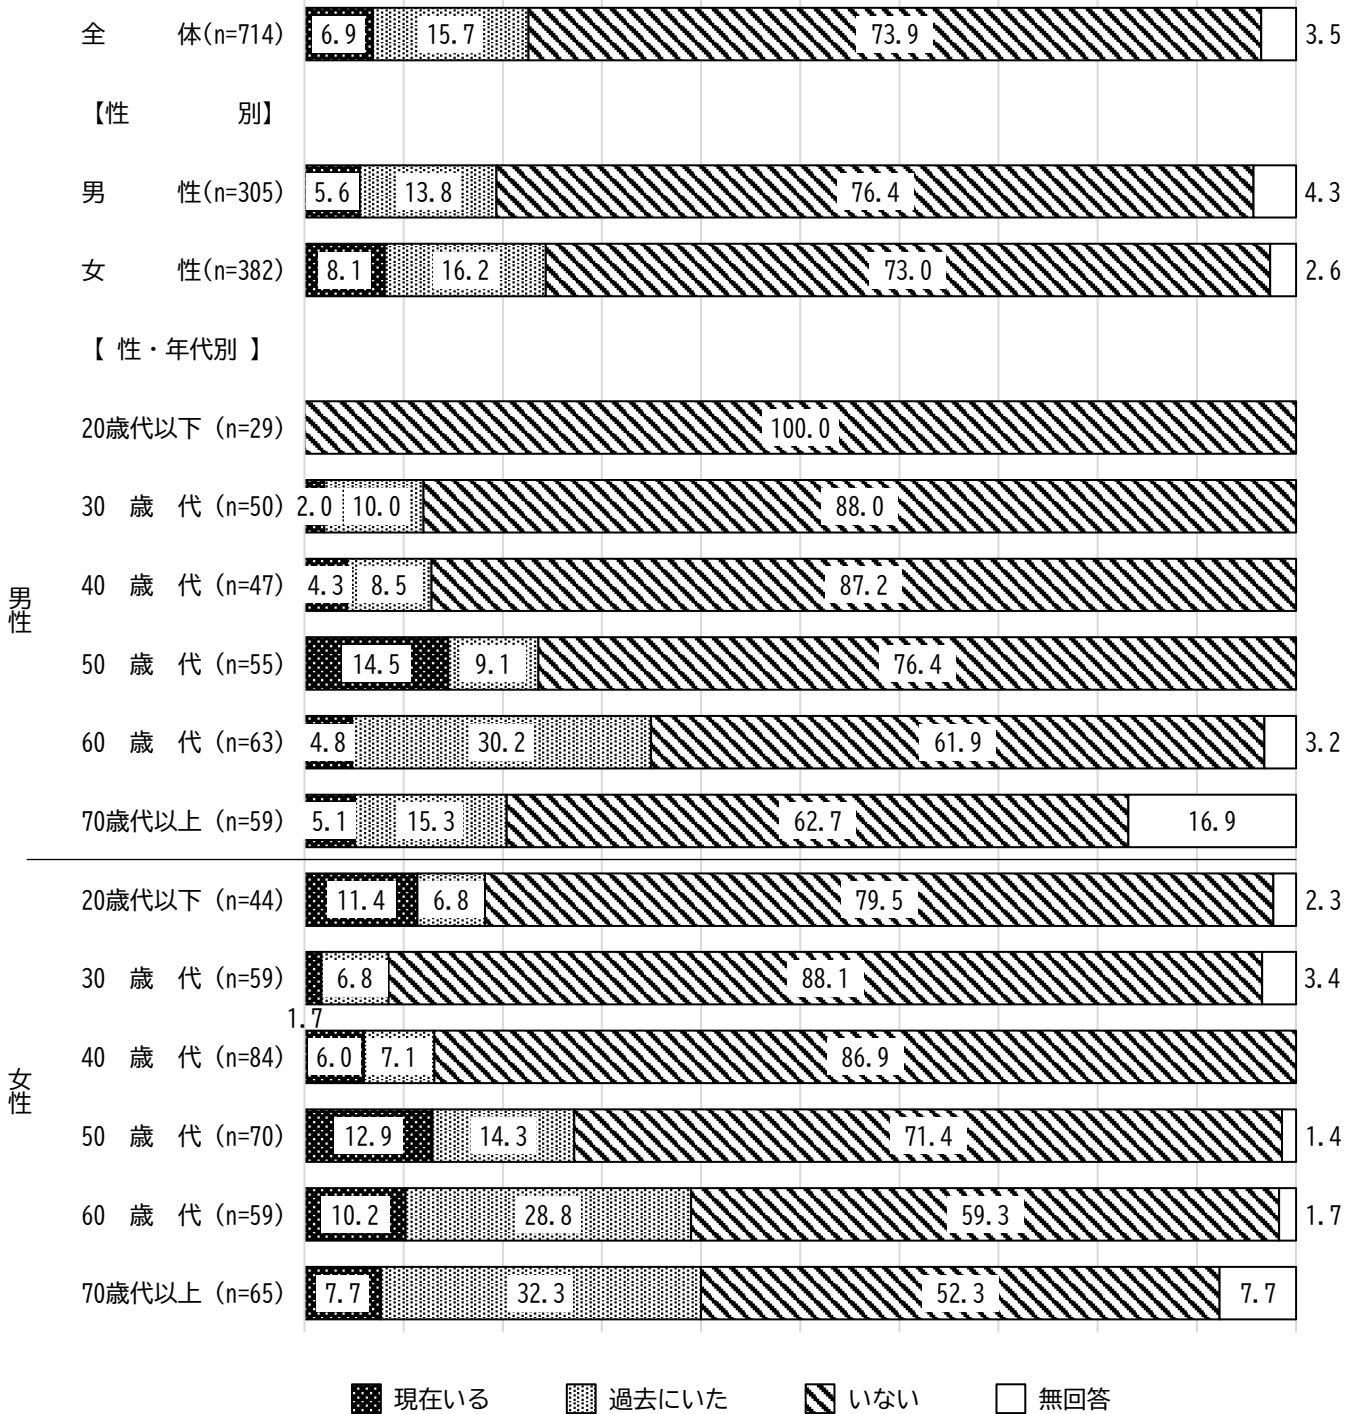 全 体(n=714) 6.9 15.7 73.9 3.5
【性 別】
男 性(n=305) 5.6 13.8 76.4 4.3
女 性(n=382) 8.1 16.2 73.0 2.6
【 性・年代別 】
男性
20歳代以下 (n=29) 100.0
30 歳 代 (n=50) 2.0 10.0 88.0
40 歳 代 (n=47) 4.3 8.5 87.2
50 歳 代 (n=55) 14.5 9.1 76.4
60 歳 代 (n=63) 4.8 30.2 61.9 3.2
70歳代以上 (n=59) 5.1 15.3 62.7 16.9
女性
20歳代以下 (n=44) 11.4 6.8 79.5 2.3
30 歳 代 (n=59) 1.7 6.8 88.1 3.4
40 歳 代 (n=84) 6.0 7.1 86.9
50 歳 代 (n=70) 12.9 14.3 71.4 1.4
60 歳 代 (n=59) 10.2 28.8 59.3 1.7
70歳代以上 (n=65) 7.7 32.3 52.3 7.7
現在いる 過去にいた いない 無回答